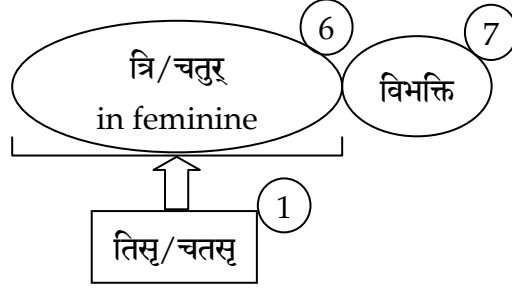 6
7
त्रि/चतुर्
in feminine
विभक्ति
1
तिसृ/चतसृ